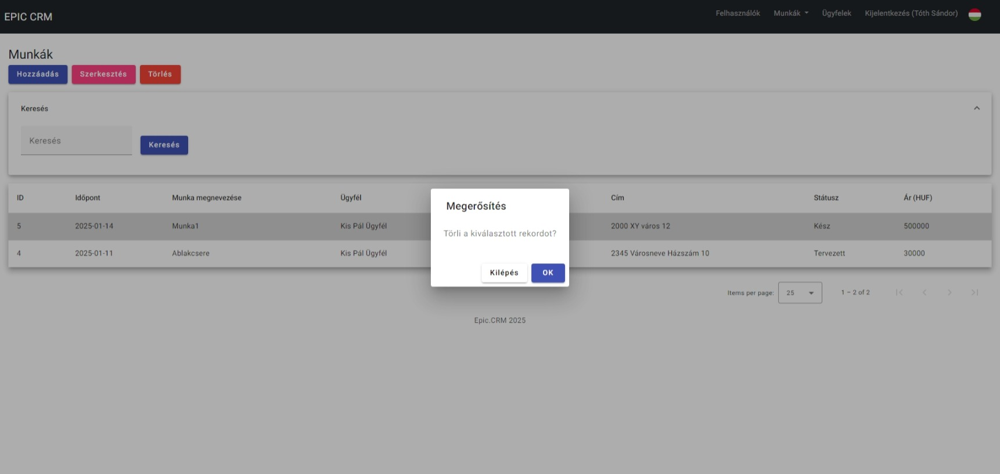 EPIC CRM
Felhasználók Munkák Ügyfelek Kijelentkezés (Tóth Sándor)
Munkák
Hozzáadás Szerkesztés Törlés
Keresés
Keresés Keresés
ID Időpont Munka megnevezése Ügyfél Cím Státusz Ár (HUF)
5 2025-01-14 Munka1 Kis Pál Ügyfél 2000 XY város 12 Kész 500000
4 2025-01-11 Ablakcsere Kis Pál Ügyfél 2345 Városneve Házszám 10 Tervezett 30000
Megerősítés
Törli a kiválasztott rekordot?
Kilépés OK
Items per page: 25 1 – 2 of 2
Epic.CRM 2025